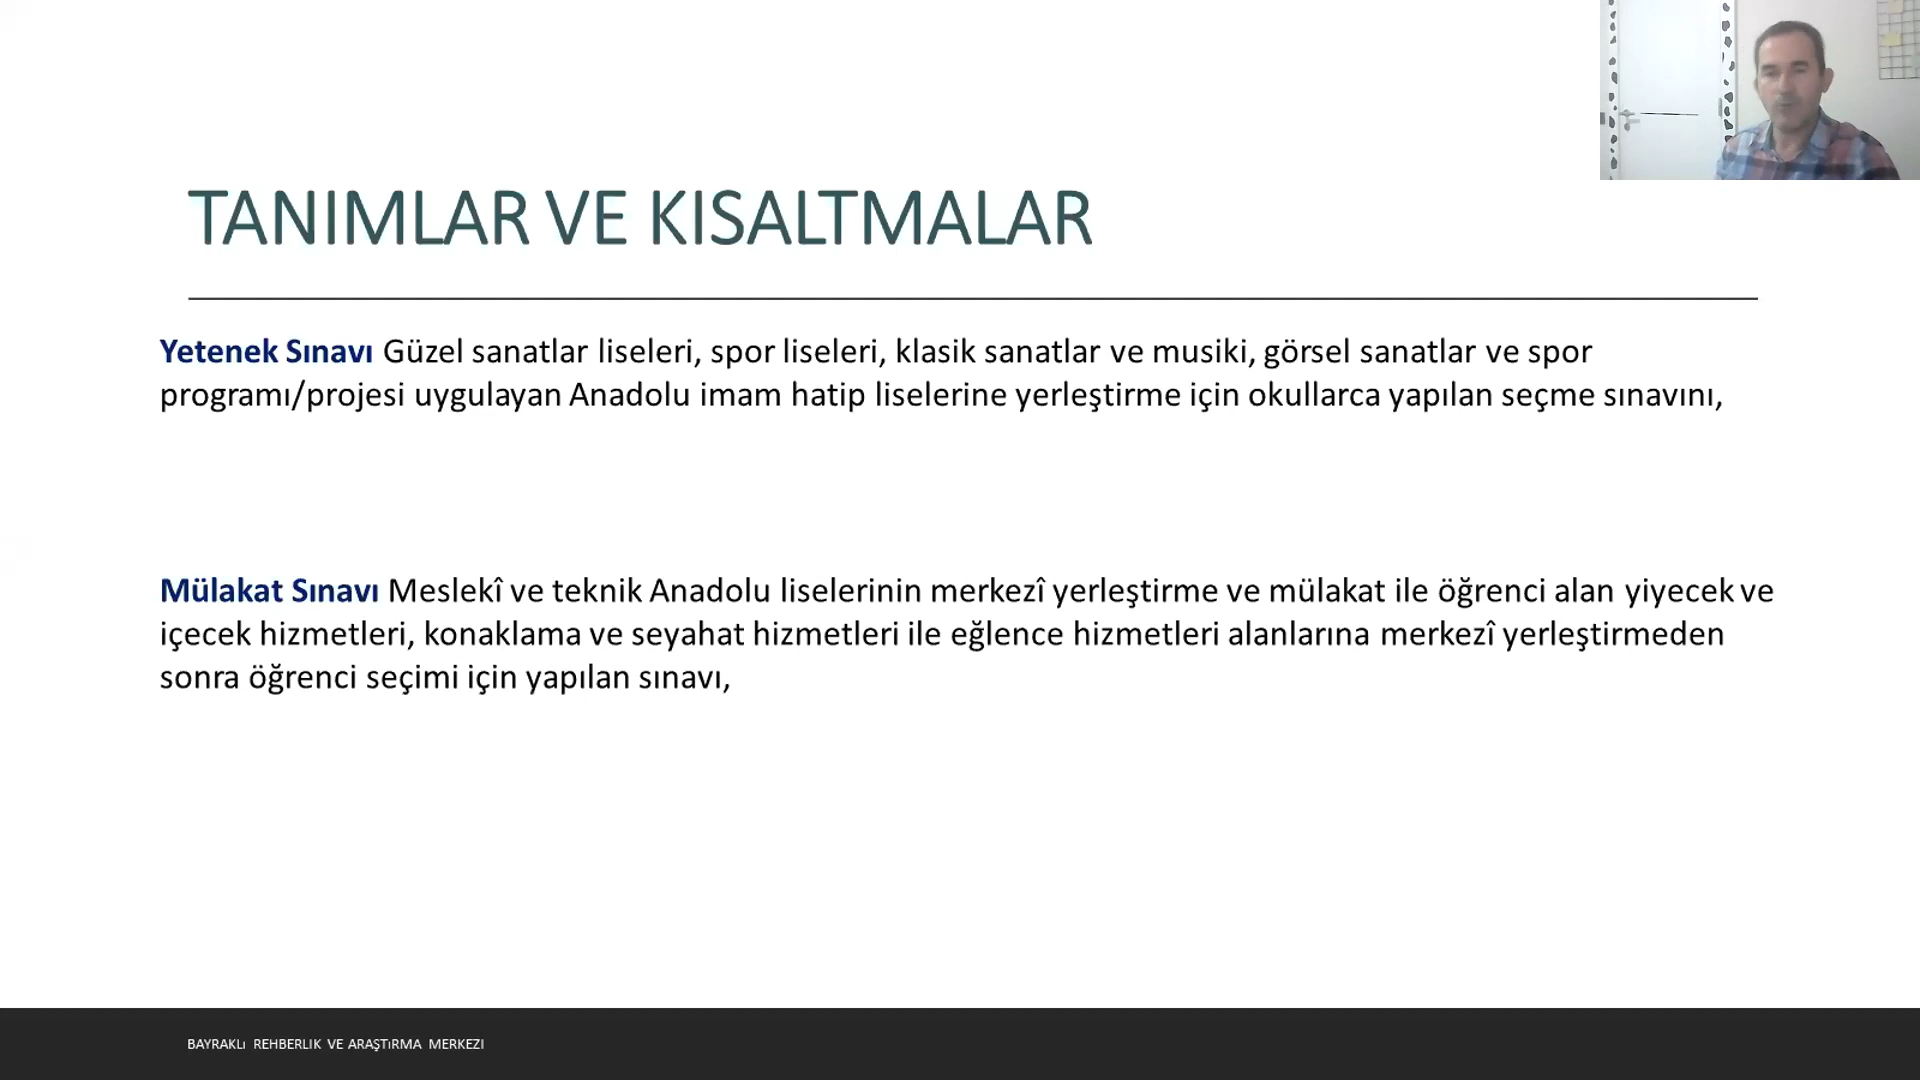 TANIMLAR VE KISALTMALAR
Yetenek Sınavı Güzel sanatlar liseleri, spor liseleri, klasik sanatlar ve musiki, görsel sanatlar ve spor
programı/projesi uygulayan Anadolu imam hatip liselerine yerleştirme için okullarca yapılan seçme sınavını,
Mülakat Sınavı Meslekî ve teknik Anadolu liselerinin merkezî yerleştirme ve mülakat ile öğrenci alan yiyecek ve
içecek hizmetleri, konaklama ve seyahat hizmetleri ile eğlence hizmetleri alanlarına merkezî yerleştirmeden
sonra öğrenci seçimi için yapılan sınavı,
BAYRAKLı REHBERLIK VE ARAŞTıRMA MERKEZI